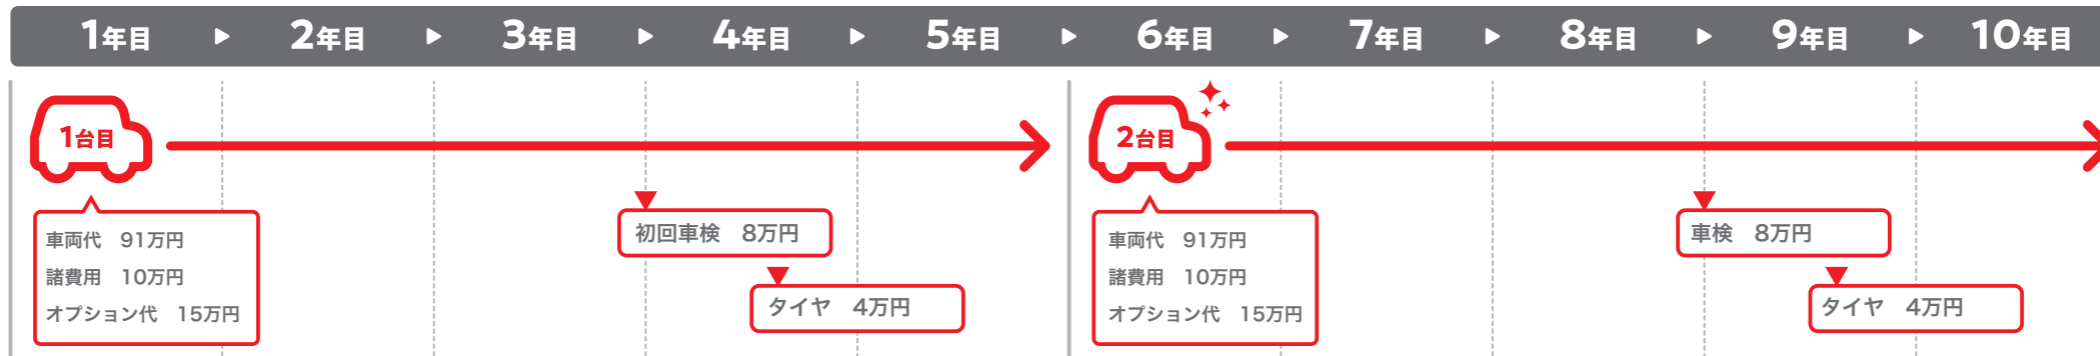 1年目 ▶ 2年目 ▶ 3年目 ▶ 4年目 ▶ 5年目 ▶ 6年目 ▶ 7年目 ▶ 8年目 ▶ 9年目 ▶ 10年目
1台目
車両代 91万円
諸費用 10万円
オプション代 15万円
初回車検 8万円
タイヤ 4万円
2台目
車両代 91万円
諸費用 10万円
オプション代 15万円
車検 8万円
タイヤ 4万円